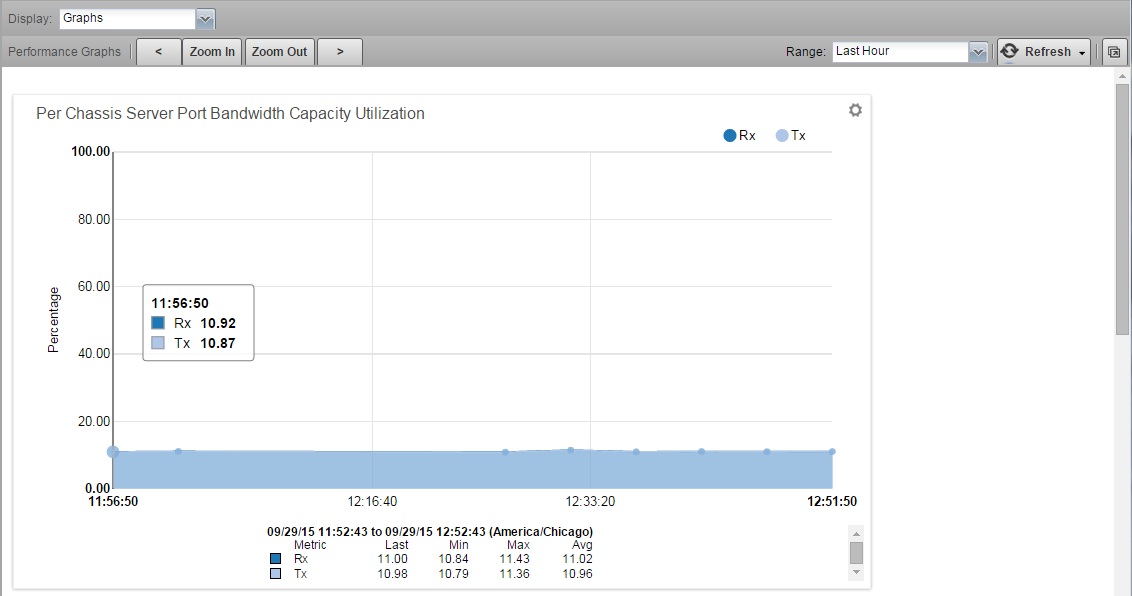 Display: Graphs
Performance Graphs < Zoom In Zoom Out > Range: Last Hour Refresh
Per Chassis Server Port Bandwidth Capacity Utilization
Rx Tx
100.00
80.00
60.00
40.00
20.00
0.00
Percentage
11:56:50
Rx 10.92
Tx 10.87
11:56:50 12:16:40 12:33:20 12:51:50
09/29/15 11:52:43 to 09/29/15 12:52:43 (America/Chicago)
Metric Last Min Max Avg
Rx 11.00 10.84 11.43 11.02
Tx 10.98 10.79 11.36 10.96